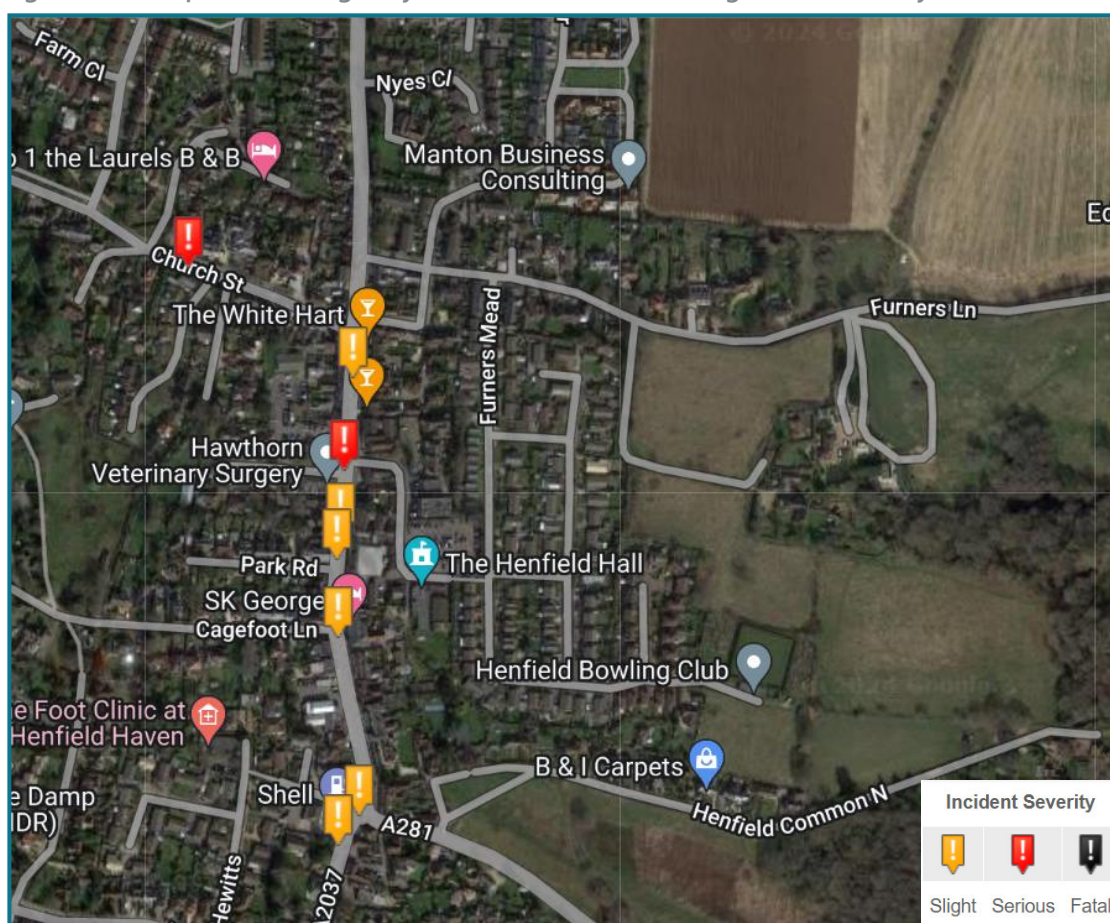 Farm Cl
Nyes Cl
1 the Laurels B & B
Manton Business
Consulting
Church St
The White Hart
Furners Ln
Furners Mead
Hawthorn
Veterinary Surgery
Park Rd
The Henfield Hall
SK George
Cagefoot Ln
Henfield Bowling Club
Foot Clinic at
Henfield Haven
B & I Carpets
Shell
Damp
A281
Henfield Common N
Hewitts
A2037
Incident Severity
Slight Serious Fatal